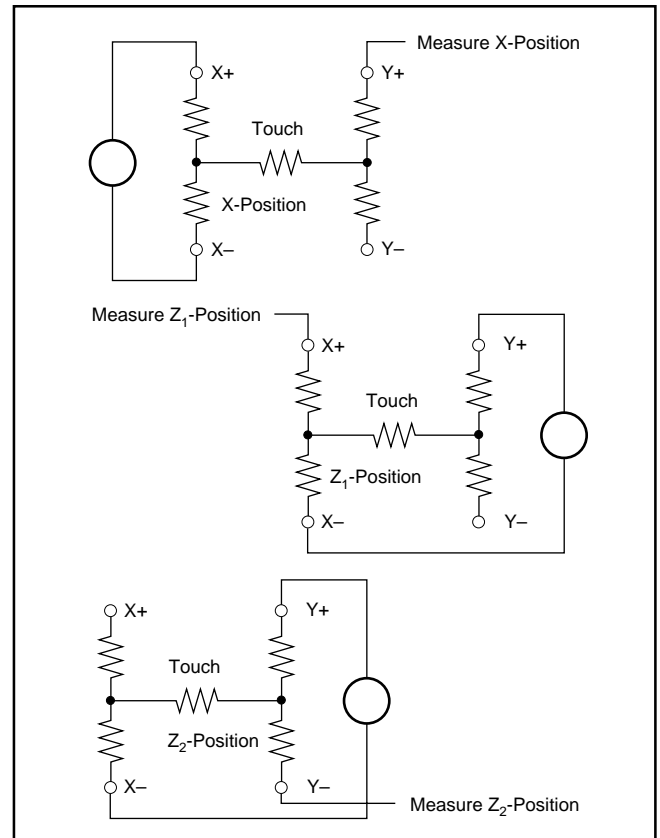 Measure X-Position
X+ Y+
Touch
X-Position
X– Y–
Measure Z₁-Position
X+ Y+
Touch
Z₁-Position
X– Y–
X+ Y+
Touch
Z₂-Position
X– Y–
Measure Z₂-Position